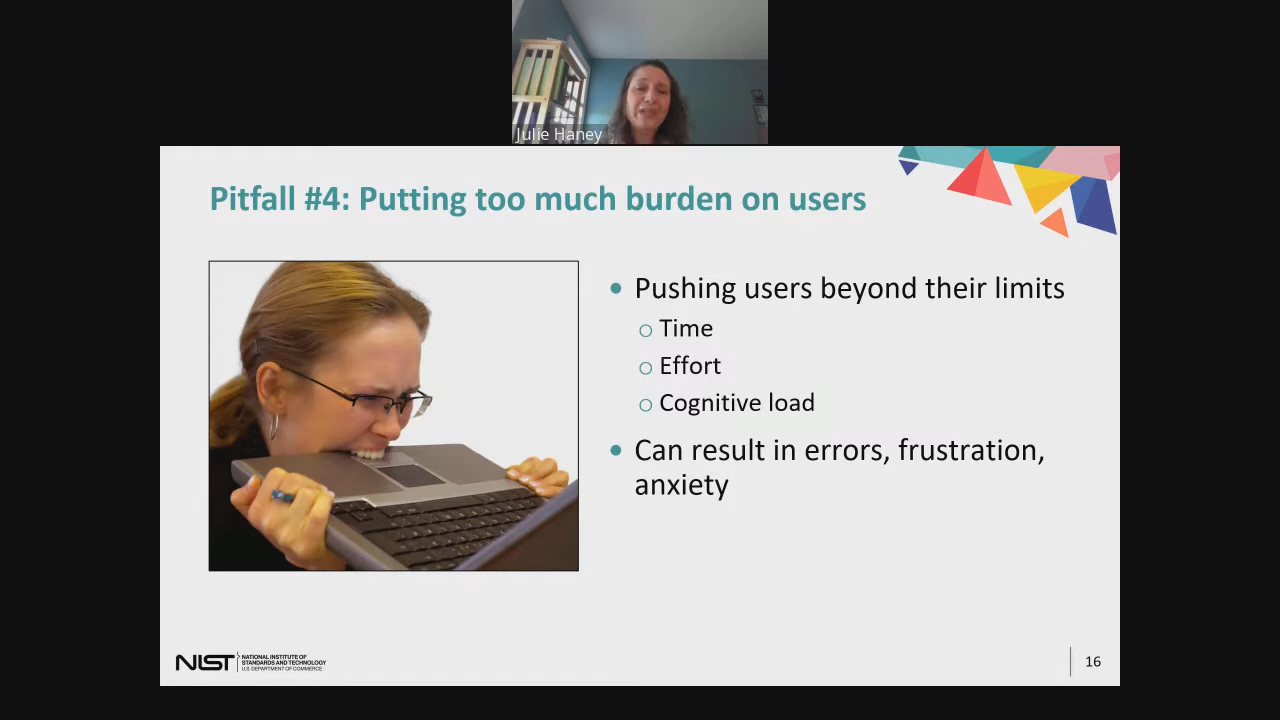 Julie Haney
Pitfall #4: Putting too much burden on users
Pushing users beyond their limits
Time
Effort
Cognitive load
Can result in errors, frustration,
anxiety
NIST
NATIONAL INSTITUTE OF
STANDARDS AND TECHNOLOGY
U.S. DEPARTMENT OF COMMERCE
16